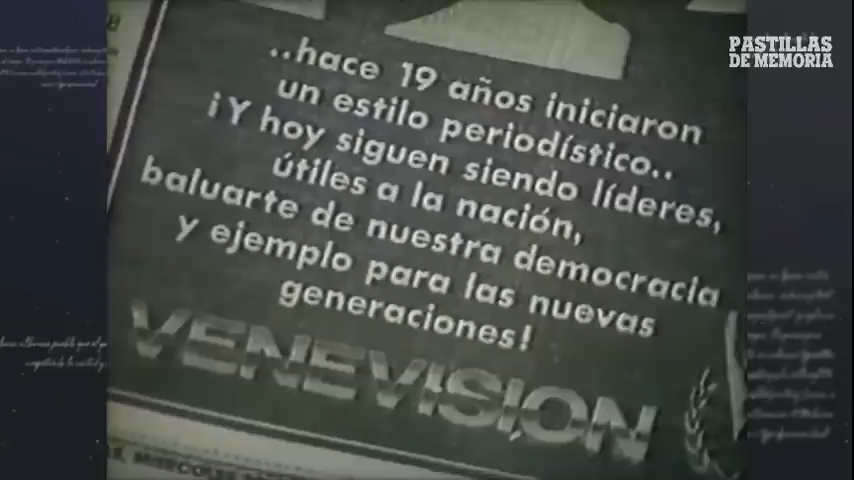 PASTILLAS
DE MEMORIA
..hace 19 años iniciaron
un estilo periodístico..
¡Y hoy siguen siendo líderes,
útiles a la nación,
baluarte de nuestra democracia
y ejemplo para las nuevas
generaciones!
VENEVISION
MIERCOLES